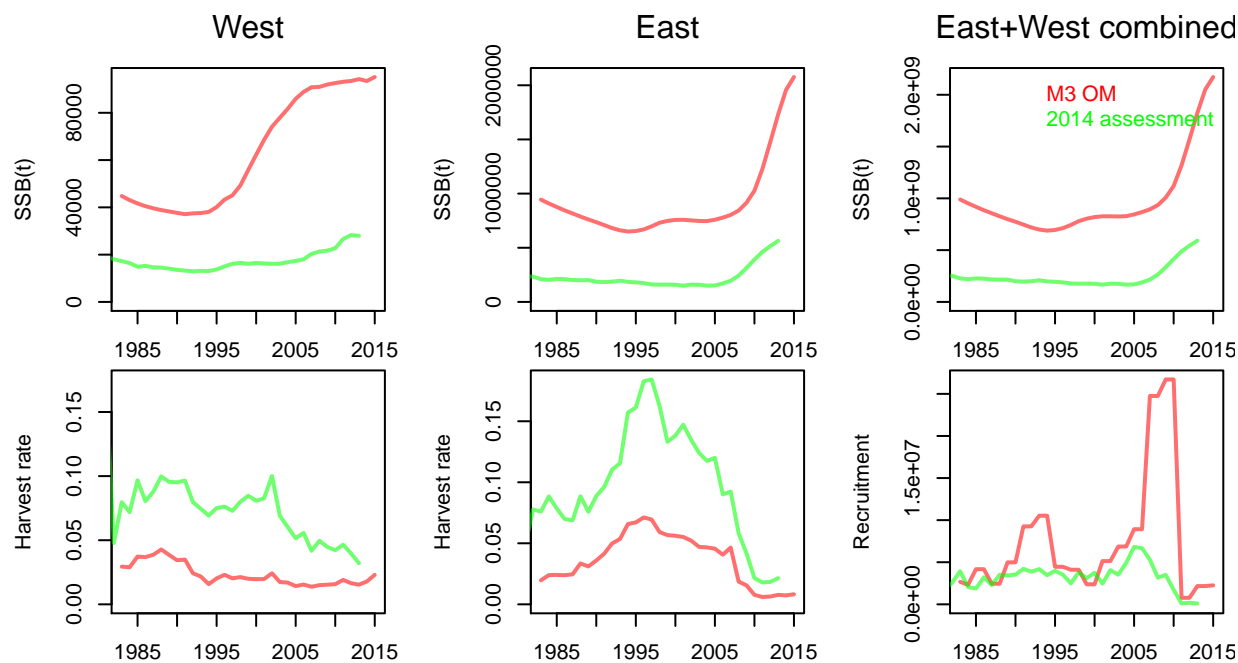 West
East
East+West combined
SSB(t)
0
40000
80000
1985
1995
2005
2015
SSB(t)
0
1000000
2000000
1985
1995
2005
2015
SSB(t)
0.0e+00
1.0e+09
2.0e+09
M3 OM
2014 assessment
1985
1995
2005
2015
Harvest rate
0.00
0.05
0.10
0.15
1985
1995
2005
2015
Harvest rate
0.00
0.05
0.10
0.15
1985
1995
2005
2015
Recruitment
0.0e+00
1.5e+07
1985
1995
2005
2015